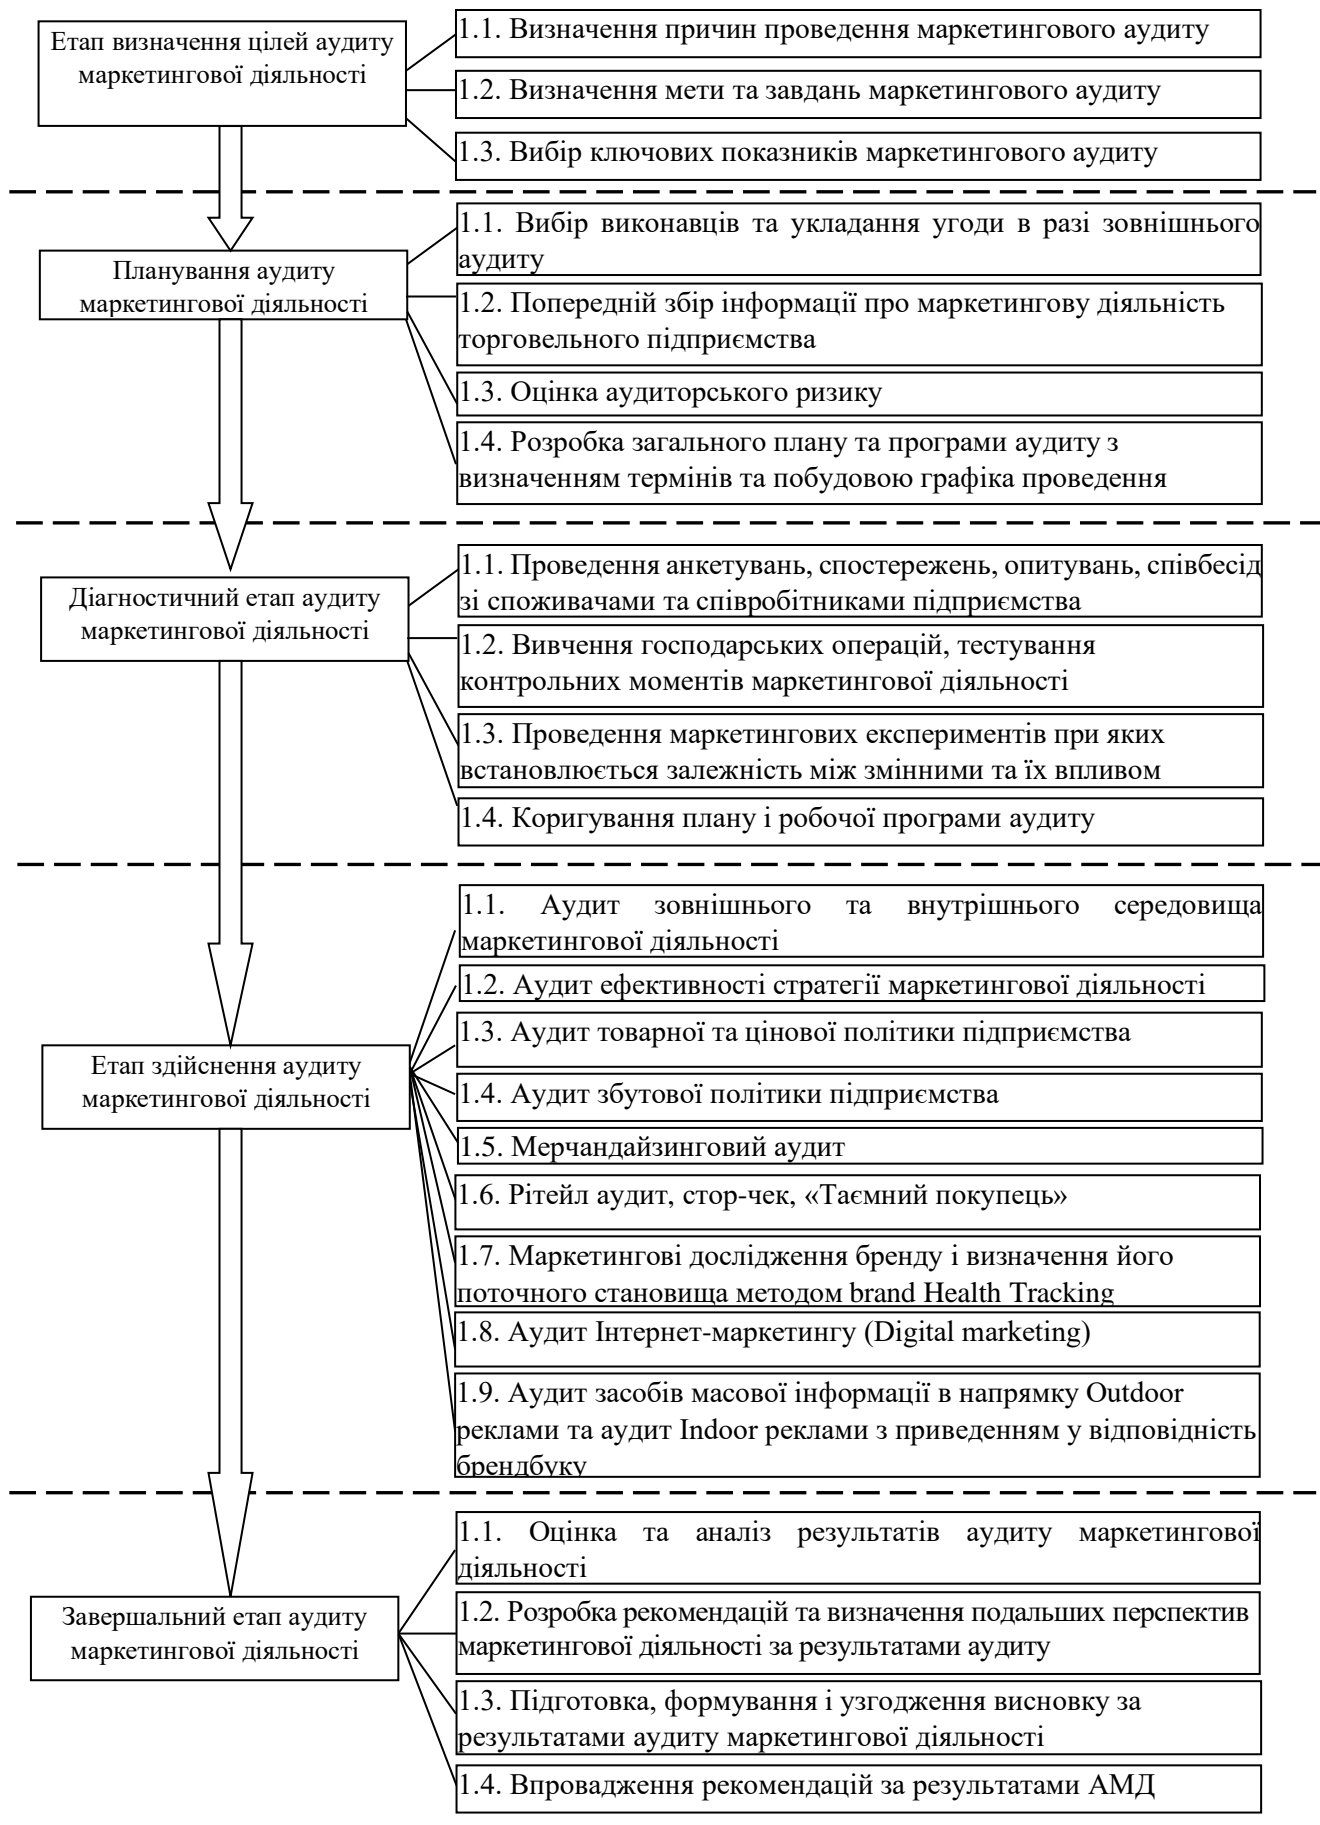 Етап визначення цілей аудиту
маркетингової діяльності
1.1. Визначення причин проведення маркетингового аудиту
1.2. Визначення мети та завдань маркетингового аудиту
1.3. Вибір ключових показників маркетингового аудиту
Планування аудиту
маркетингової діяльності
1.1. Вибір виконавців та укладання угоди в разі зовнішнього
аудиту
1.2. Попередній збір інформації про маркетингову діяльність
торговельного підприємства
1.3. Оцінка аудиторського ризику
1.4. Розробка загального плану та програми аудиту з
визначенням термінів та побудовою графіка проведення
Діагностичний етап аудиту
маркетингової діяльності
1.1. Проведення анкетувань, спостережень, опитувань, співбесід
зі споживачами та співробітниками підприємства
1.2. Вивчення господарських операцій, тестування
контрольних моментів маркетингової діяльності
1.3. Проведення маркетингових експериментів при яких
встановлюється залежність між змінними та їх впливом
1.4. Коригування плану і робочої програми аудиту
Етап здійснення аудиту
маркетингової діяльності
1.1. Аудит зовнішнього та внутрішнього середовища
маркетингової діяльності
1.2. Аудит ефективності стратегії маркетингової діяльності
1.3. Аудит товарної та цінової політики підприємства
1.4. Аудит збутової політики підприємства
1.5. Мерчандайзинговий аудит
1.6. Рітейл аудит, стор-чек, «Таємний покупець»
1.7. Маркетингові дослідження бренду і визначення його
поточного становища методом brand Health Tracking
1.8. Аудит Інтернет-маркетингу (Digital marketing)
1.9. Аудит засобів масової інформації в напрямку Outdoor
реклами та аудит Indoor реклами з приведенням у відповідність
брендбуку
Завершальний етап аудиту
маркетингової діяльності
1.1. Оцінка та аналіз результатів аудиту маркетингової
діяльності
1.2. Розробка рекомендацій та визначення подальших перспектив
маркетингової діяльності за результатами аудиту
1.3. Підготовка, формування і узгодження висновку за
результатами аудиту маркетингової діяльності
1.4. Впровадження рекомендацій за результатами АМД